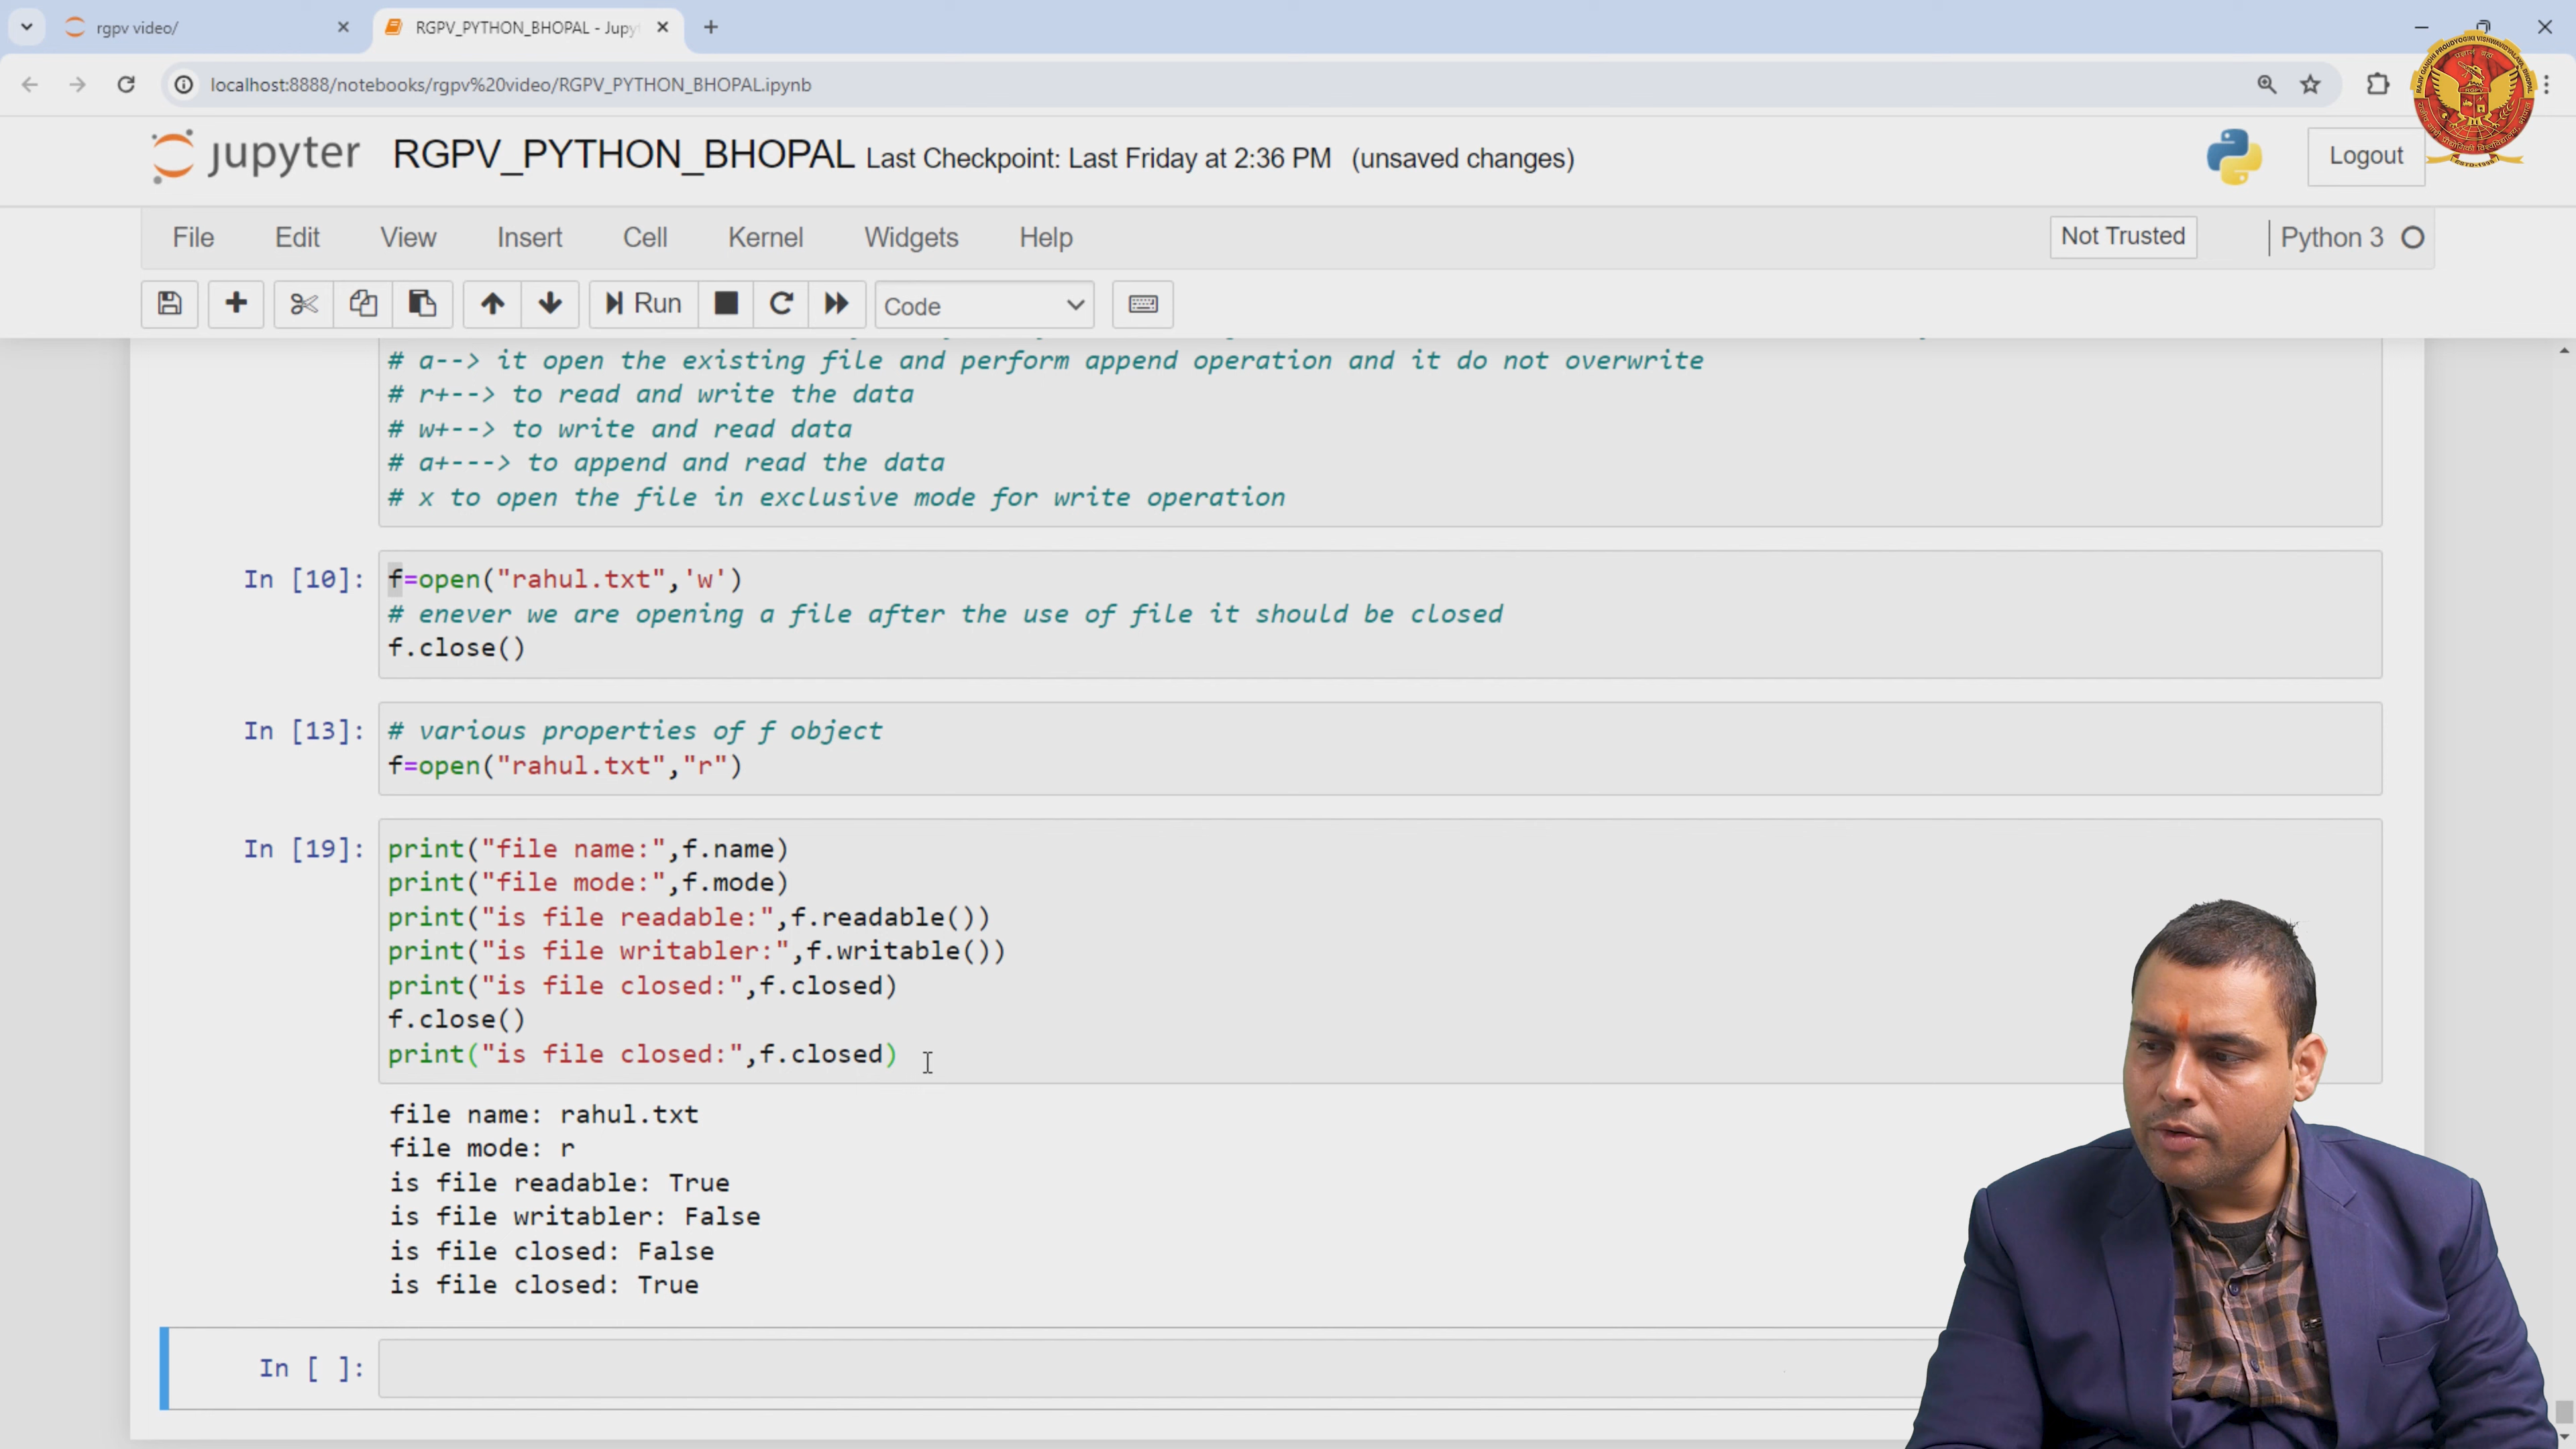 rgpv video/
RGPV_PYTHON_BHOPAL - Jupy
localhost:8888/notebooks/rgpv%20video/RGPV_PYTHON_BHOPAL.ipynb
jupyter RGPV_PYTHON_BHOPAL Last Checkpoint: Last Friday at 2:36 PM (unsaved changes)
Logout
File Edit View Insert Cell Kernel Widgets Help
Not Trusted
Python 3
Run
Code
# a--> it open the existing file and perform append operation and it do not overwrite
# r+--> to read and write the data
# w+--> to write and read data
# a+---> to append and read the data
# x to open the file in exclusive mode for write operation
In [10]:
f=open("rahul.txt",'w')
# enever we are opening a file after the use of file it should be closed
f.close()
In [13]:
# various properties of f object
f=open("rahul.txt","r")
In [19]:
print("file name:",f.name)
print("file mode:",f.mode)
print("is file readable:",f.readable())
print("is file writabler:",f.writable())
print("is file closed:",f.closed)
f.close()
print("is file closed:",f.closed)
file name: rahul.txt
file mode: r
is file readable: True
is file writabler: False
is file closed: False
is file closed: True
In [ ]: